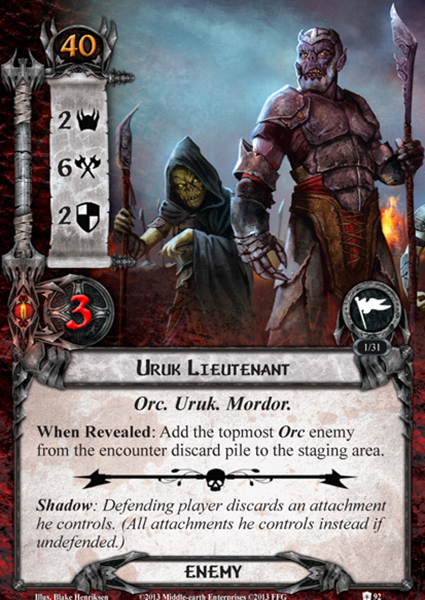 40
2
6
2
3
1/31
Uruk Lieutenant
Orc. Uruk. Mordor.
When Revealed: Add the topmost Orc enemy
from the encounter discard pile to the staging area.
Shadow: Defending player discards an attachment
he controls. (All attachments he controls instead if
undefended.)
ENEMY
Illus. Blake Henriksen ©2013 Middle-earth Enterprises ©2013 FFG 92